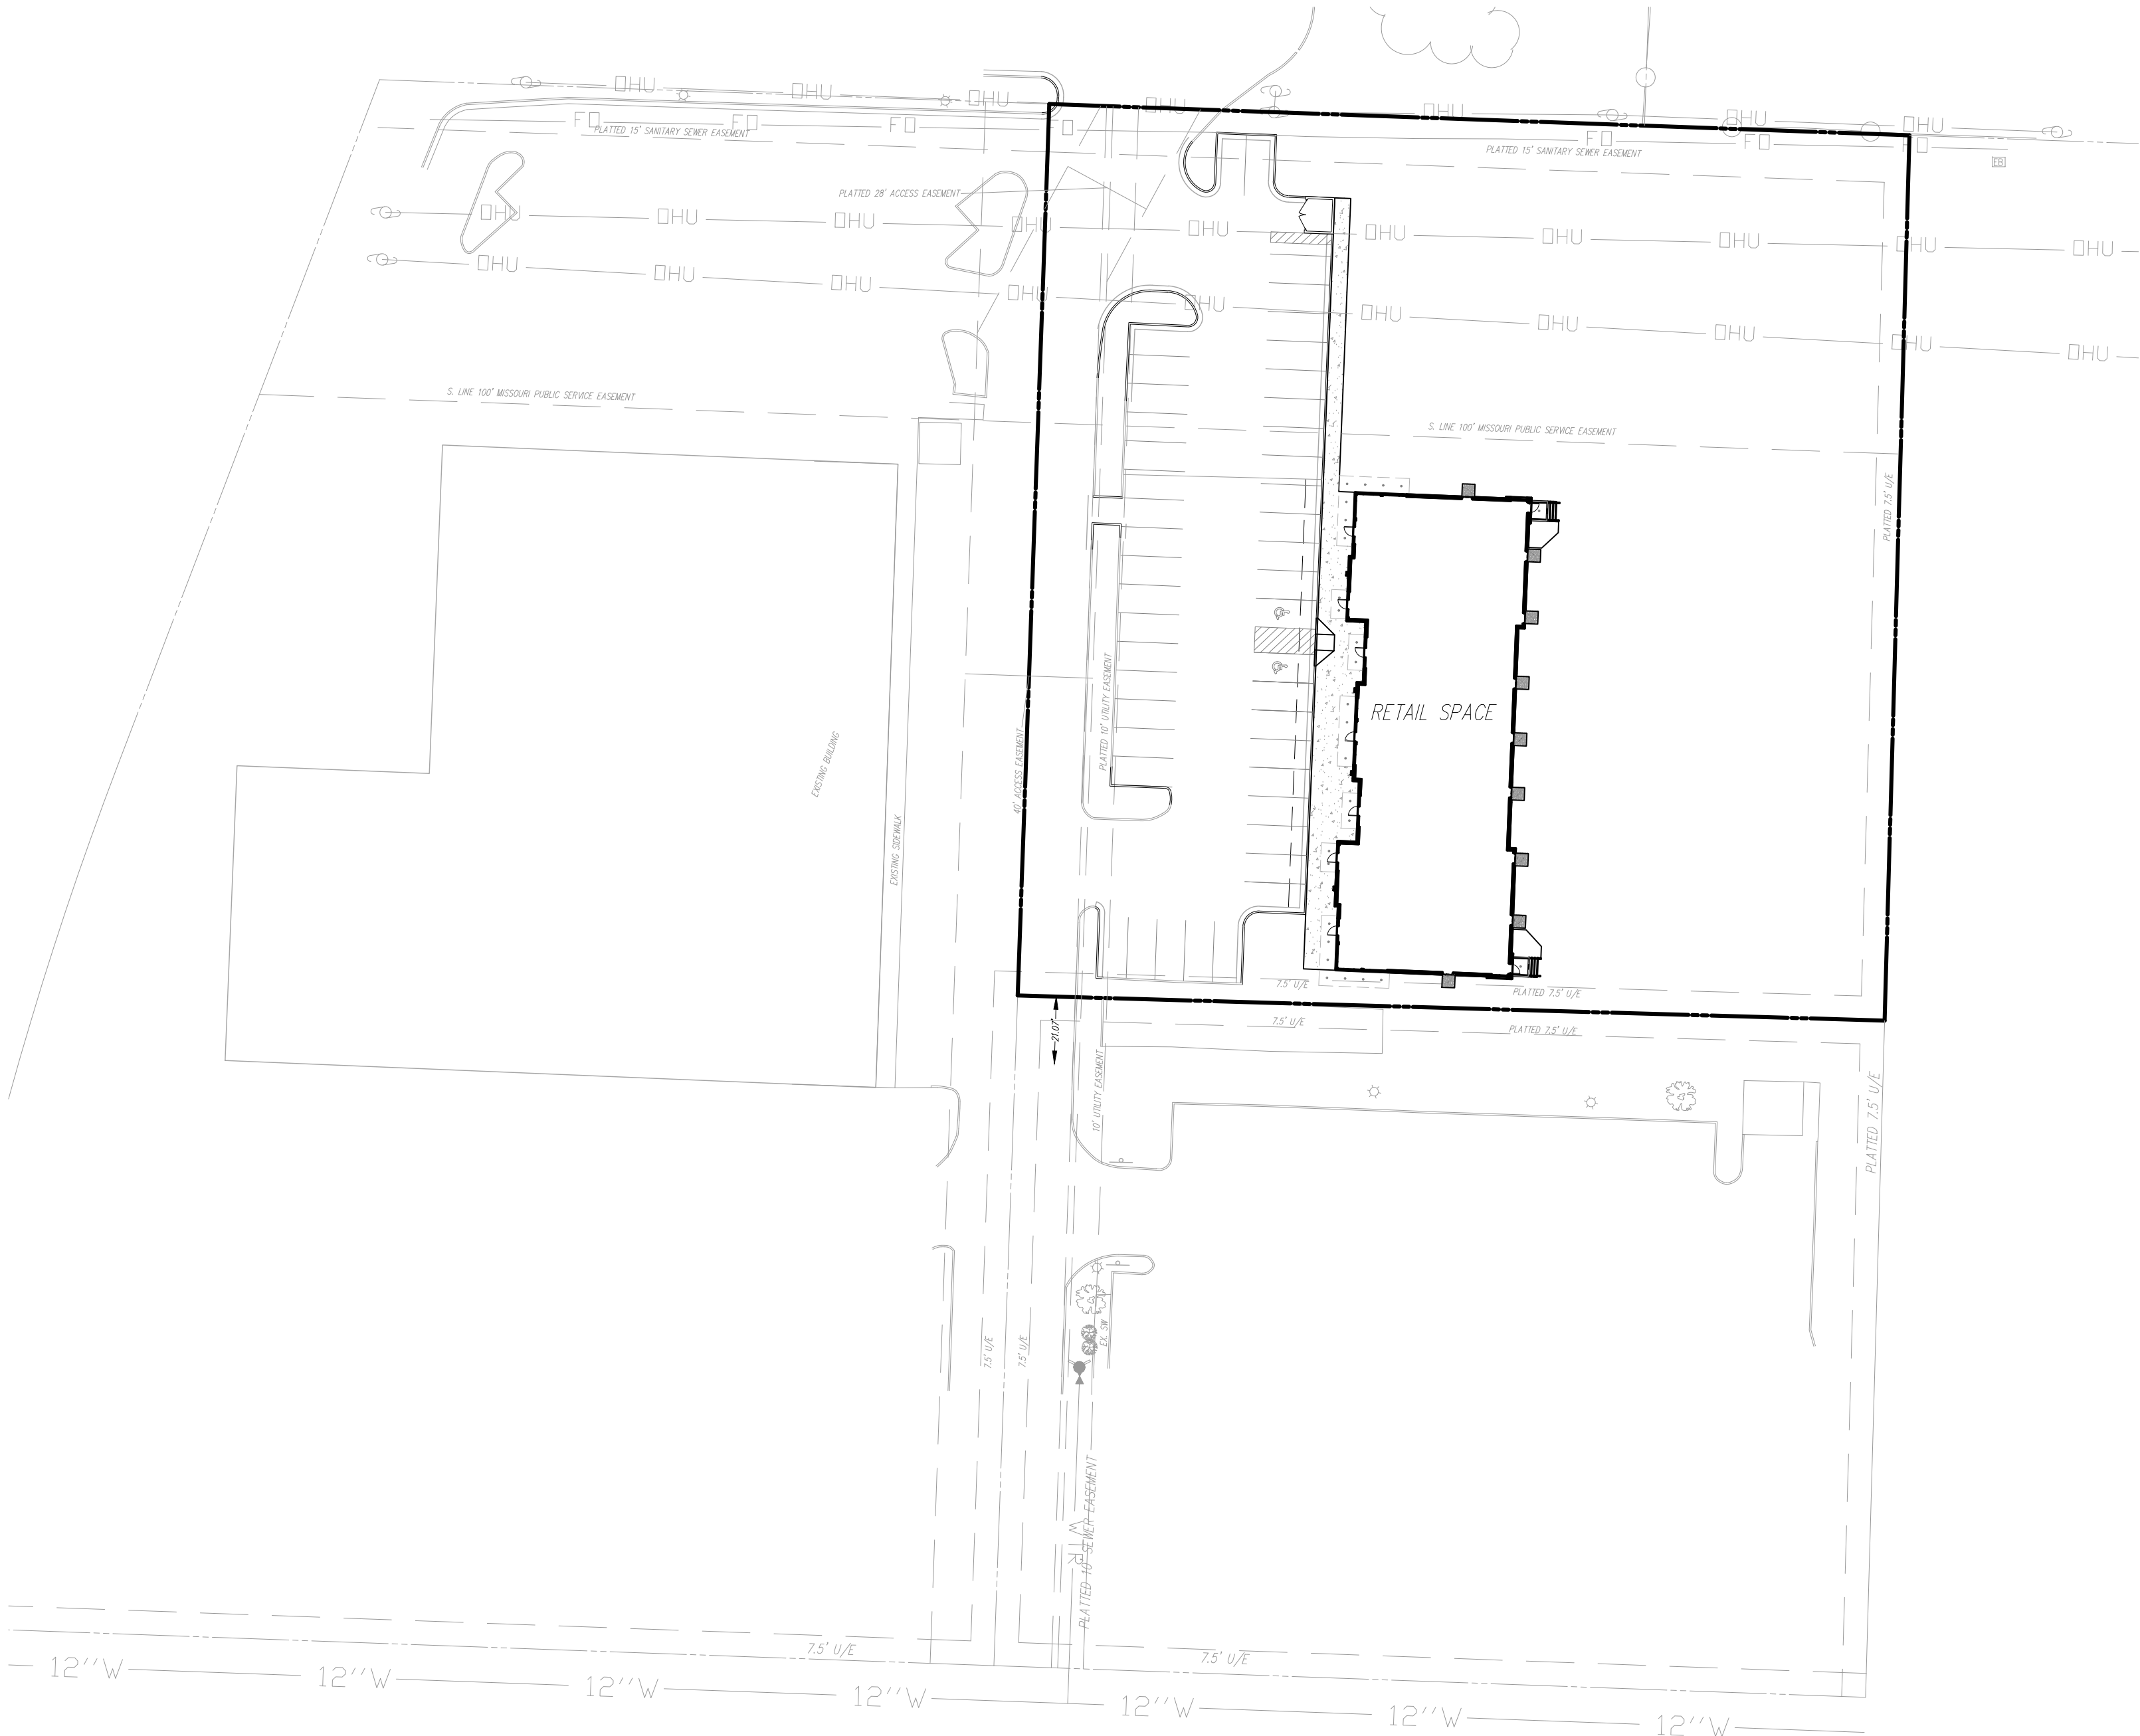 OHU OHU OHU OHU OHU OHU OHU
FO FO FO FO FO FO FO
PLATTED 15' SANITARY SEWER EASEMENT
PLATTED 15' SANITARY SEWER EASEMENT
EB
PLATTED 28' ACCESS EASEMENT
OHU OHU OHU OHU OHU OHU OHU OHU OHU OHU
OHU OHU OHU OHU OHU OHU OHU OHU OHU OHU
S. LINE 100' MISSOURI PUBLIC SERVICE EASEMENT
S. LINE 100' MISSOURI PUBLIC SERVICE EASEMENT
PLATTED 7.5' U/E
RETAIL SPACE
PLATTED 10' UTILITY EASEMENT
40' ACCESS EASEMENT
EXISTING BUILDING
EXISTING SIDEWALK
7.5' U/E
PLATTED 7.5' U/E
7.5' U/E
PLATTED 7.5' U/E
21.07'
10' UTILITY EASEMENT
PLATTED 7.5' U/E
7.5' U/E
7.5' U/E
EX. SW
WTR
PLATTED 10' SEWER EASEMENT
7.5' U/E
7.5' U/E
12''W 12''W 12''W 12''W 12''W 12''W 12''W